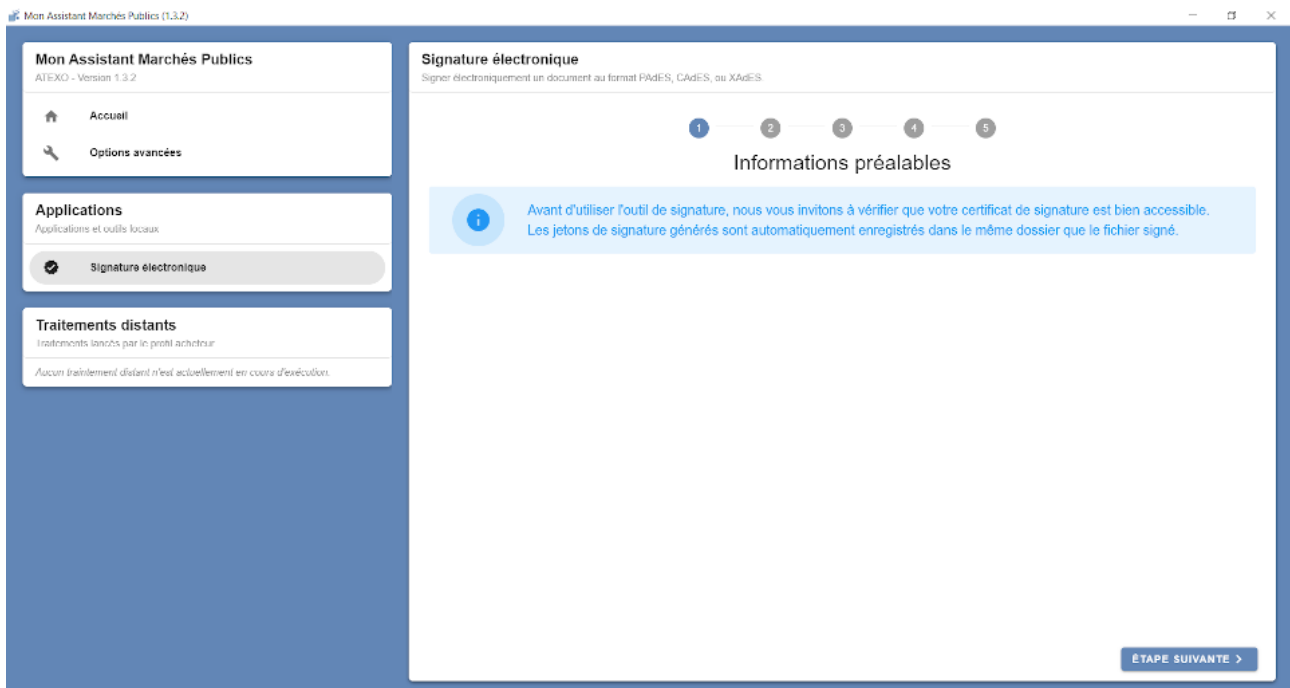 Mon Assistant Marchés Publics (1.3.2)
Mon Assistant Marchés Publics
ATEXO - Version 1.3.2
Accueil
Options avancées
Applications
Applications et outils locaux
Signature électronique
Traitements distants
Traitements lancés par le profil acheteur
Aucun traintement distant n'est actuellement en cours d'exécution.
Signature électronique
Signer électroniquement un document au format PAdES, CAdES, ou XAdES.
1 2 3 4 5
Informations préalables
Avant d'utiliser l'outil de signature, nous vous invitons à vérifier que votre certificat de signature est bien accessible.
Les jetons de signature générés sont automatiquement enregistrés dans le même dossier que le fichier signé.
ÉTAPE SUIVANTE >